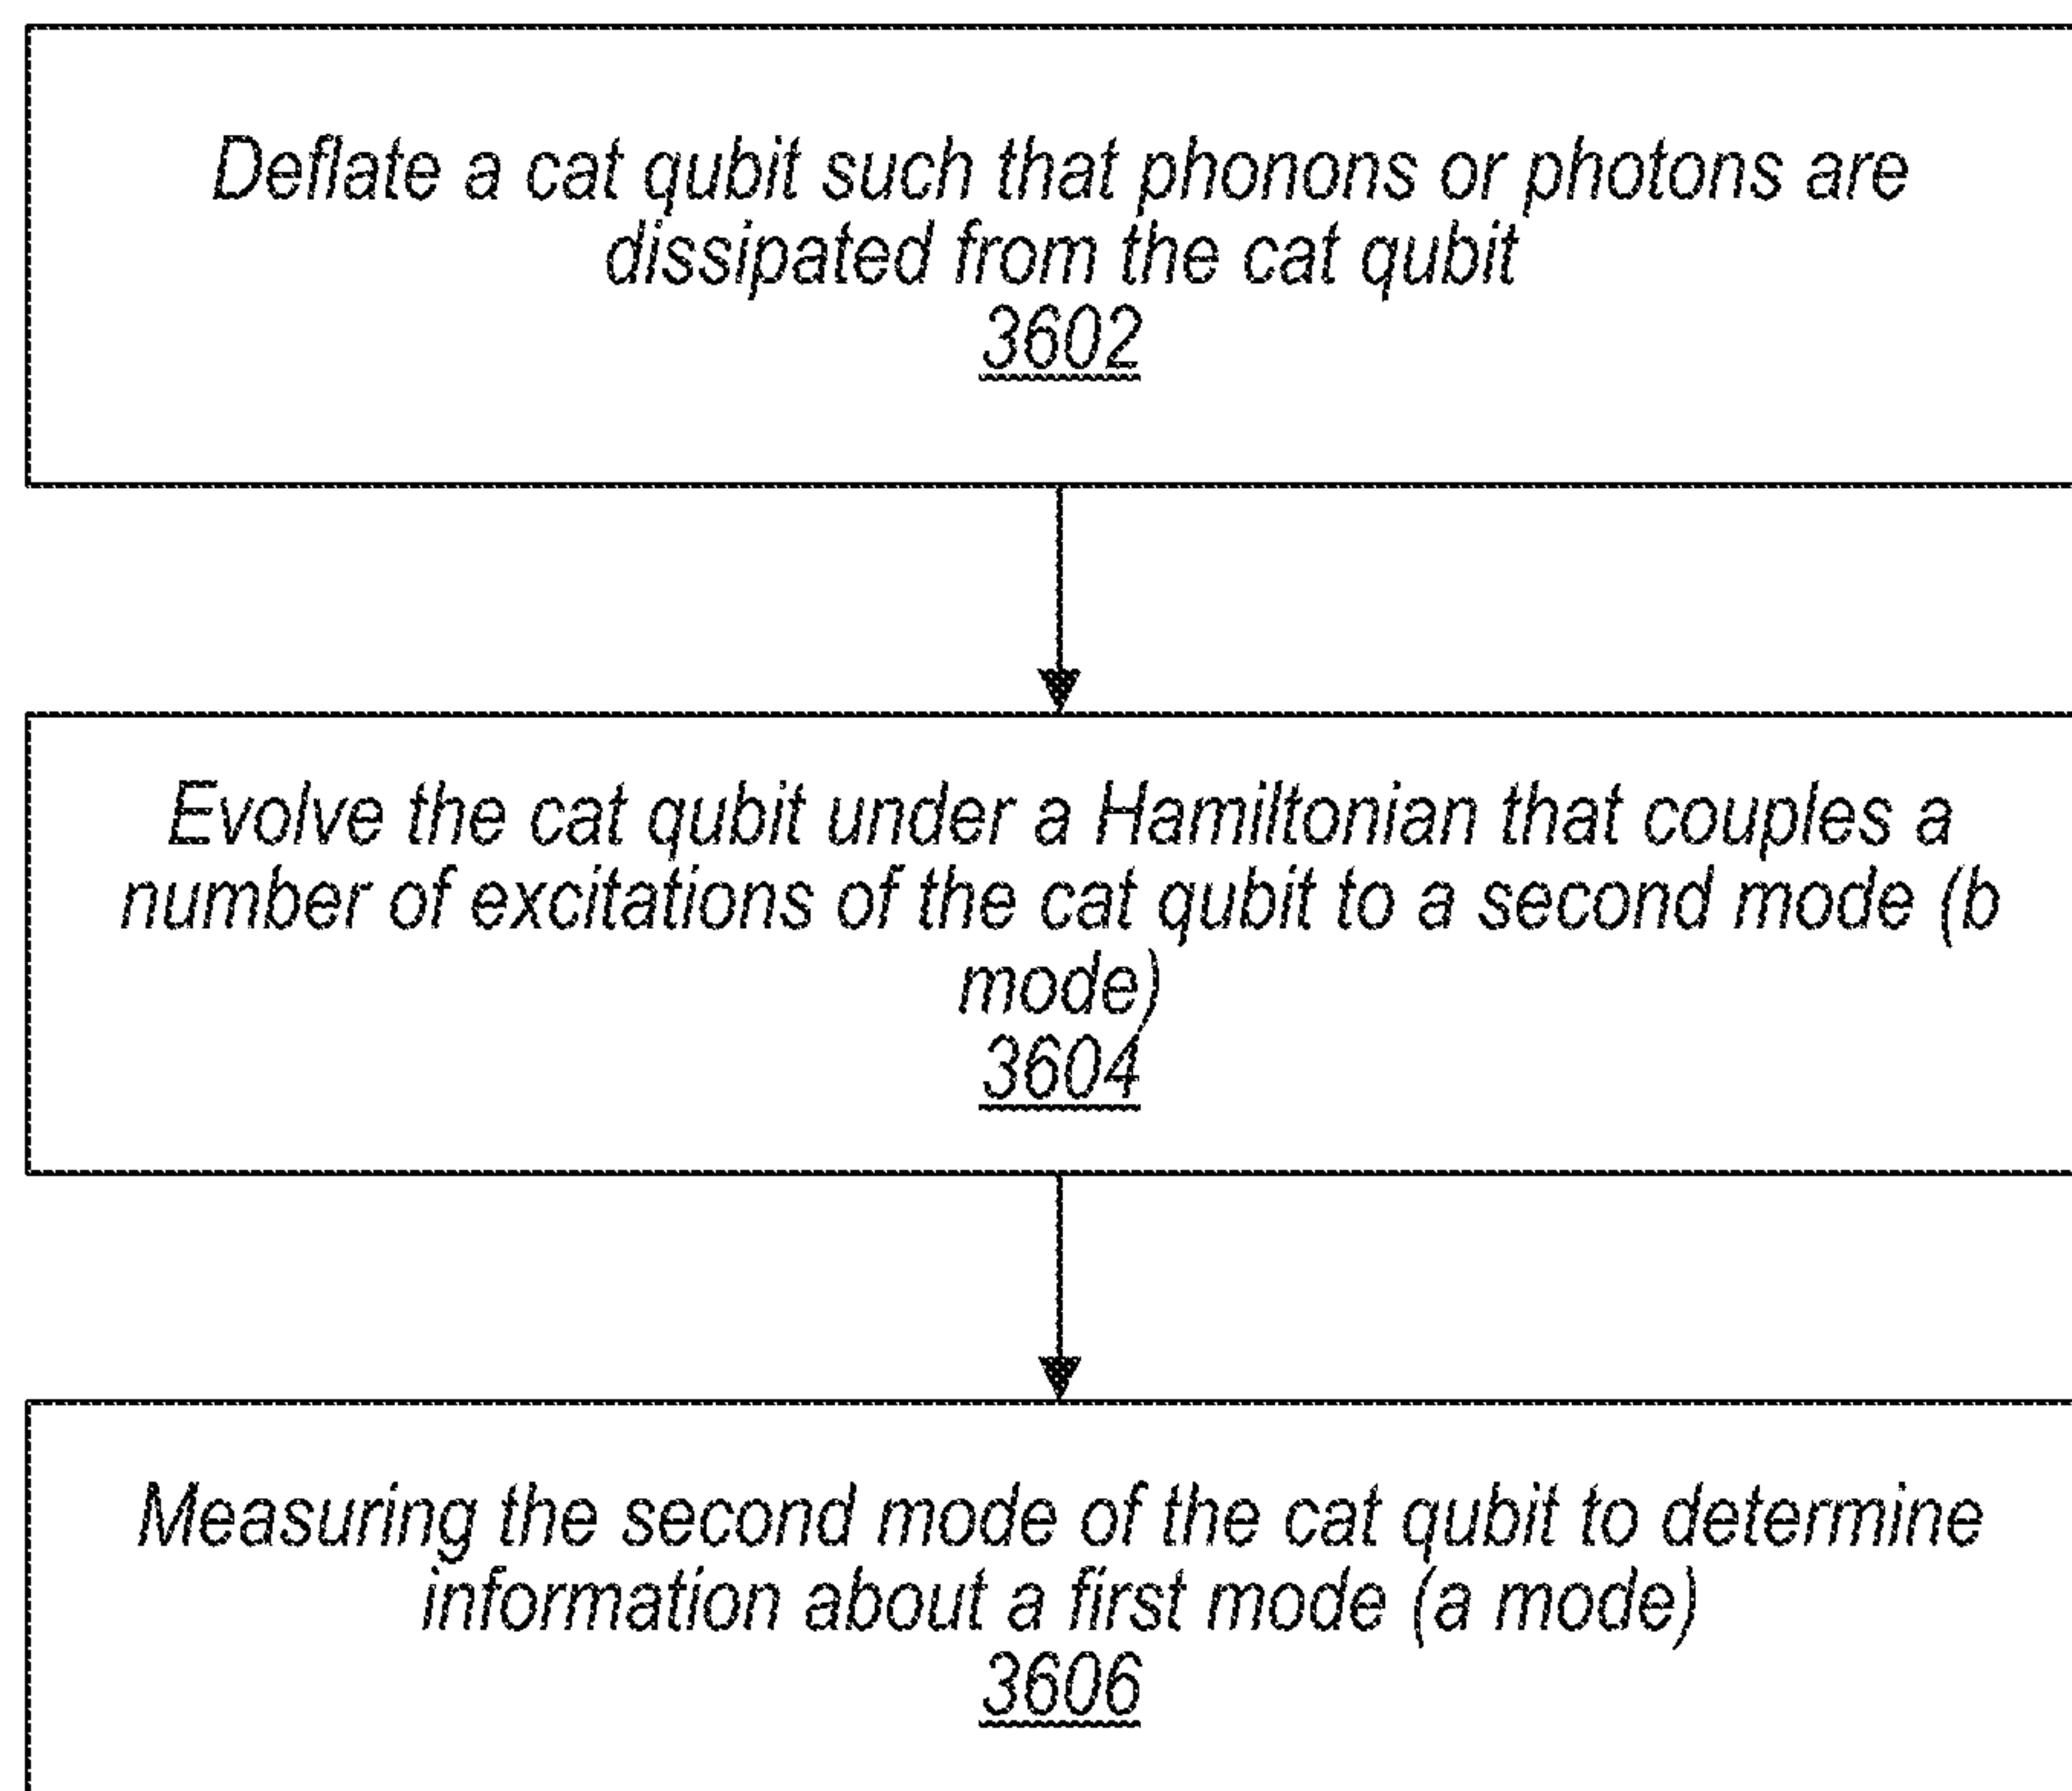 Deflate a cat qubit such that phonons or photons are
dissipated from the cat qubit
3602
Evolve the cat qubit under a Hamiltonian that couples a
number of excitations of the cat qubit to a second mode (b
mode)
3604
Measuring the second mode of the cat qubit to determine
information about a first mode (a mode)
3606